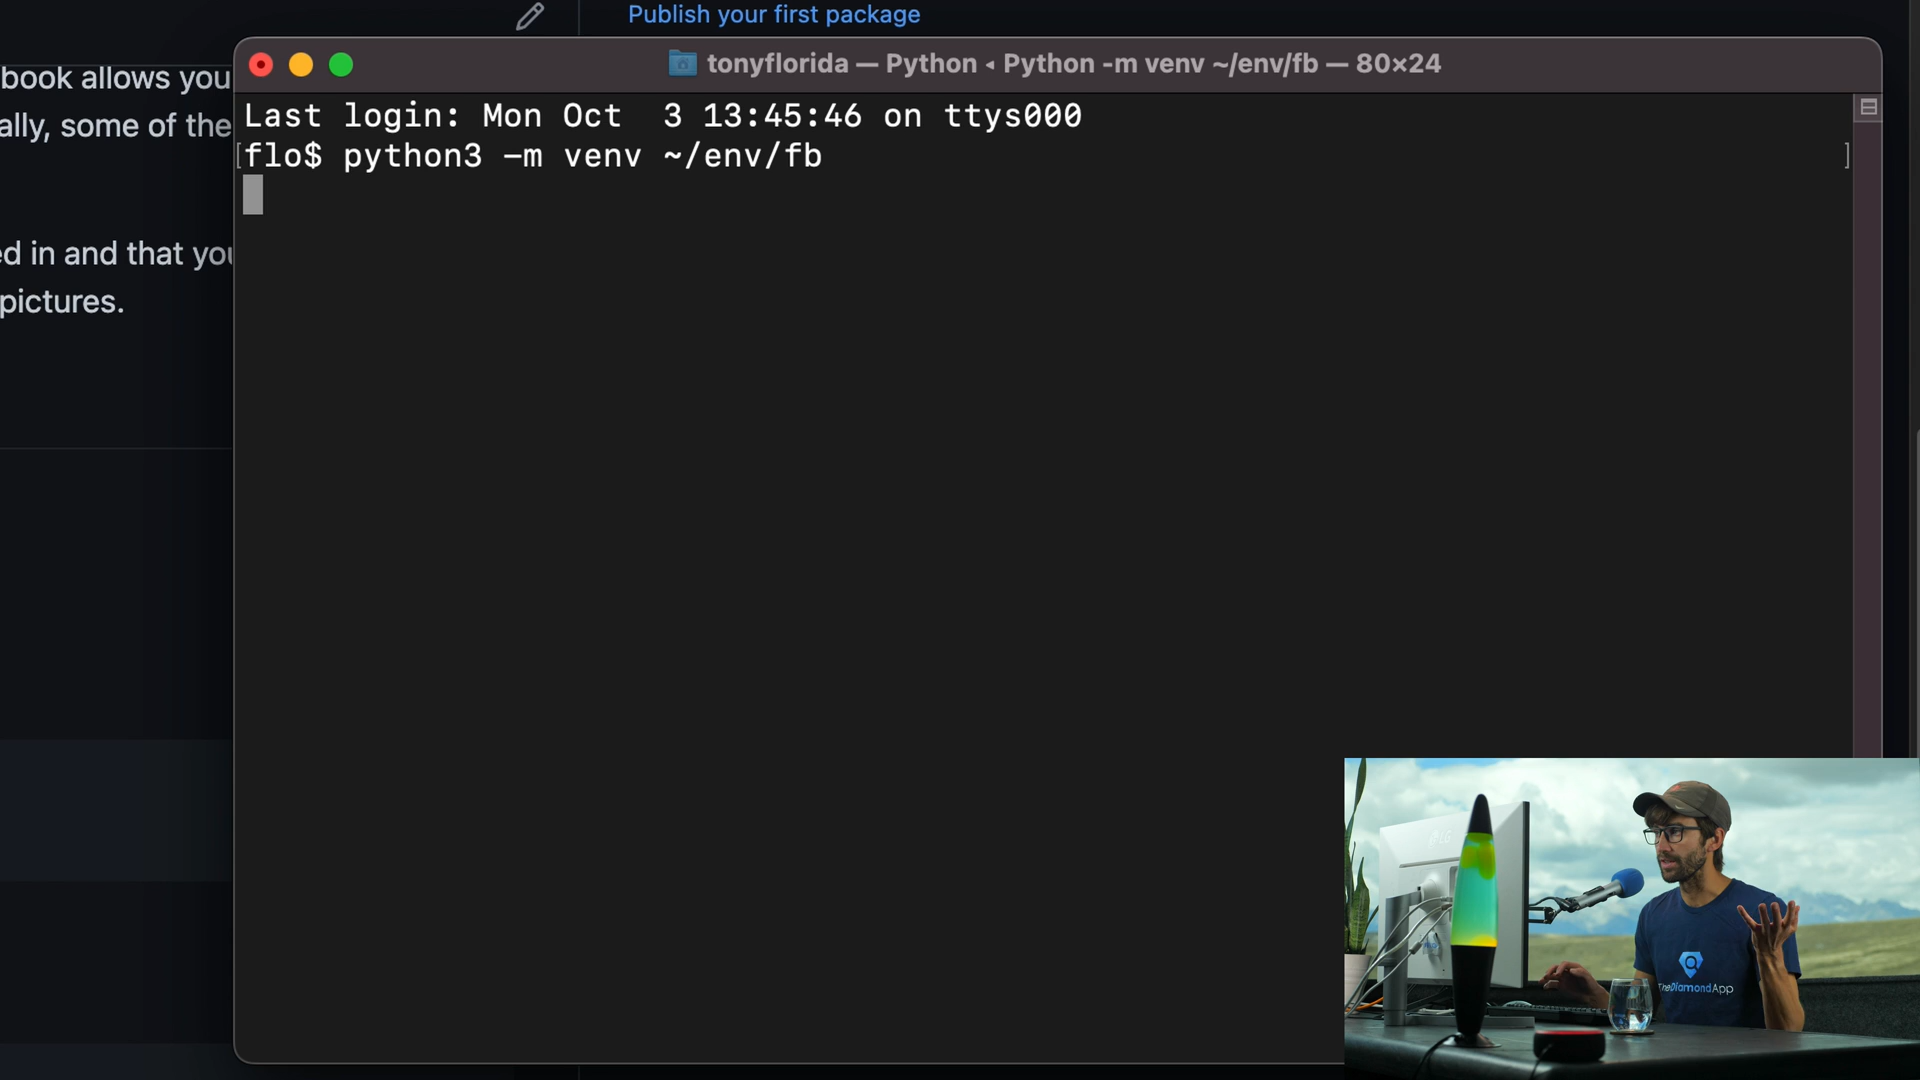 Publish your first package
book allows you
ally, some of the
ed in and that you
pictures.
tonyflorida — Python ◂ Python -m venv ~/env/fb — 80×24
Last login: Mon Oct  3 13:45:46 on ttys000
[flo$ python3 -m venv ~/env/fb ]
LG
TheDiamondApp